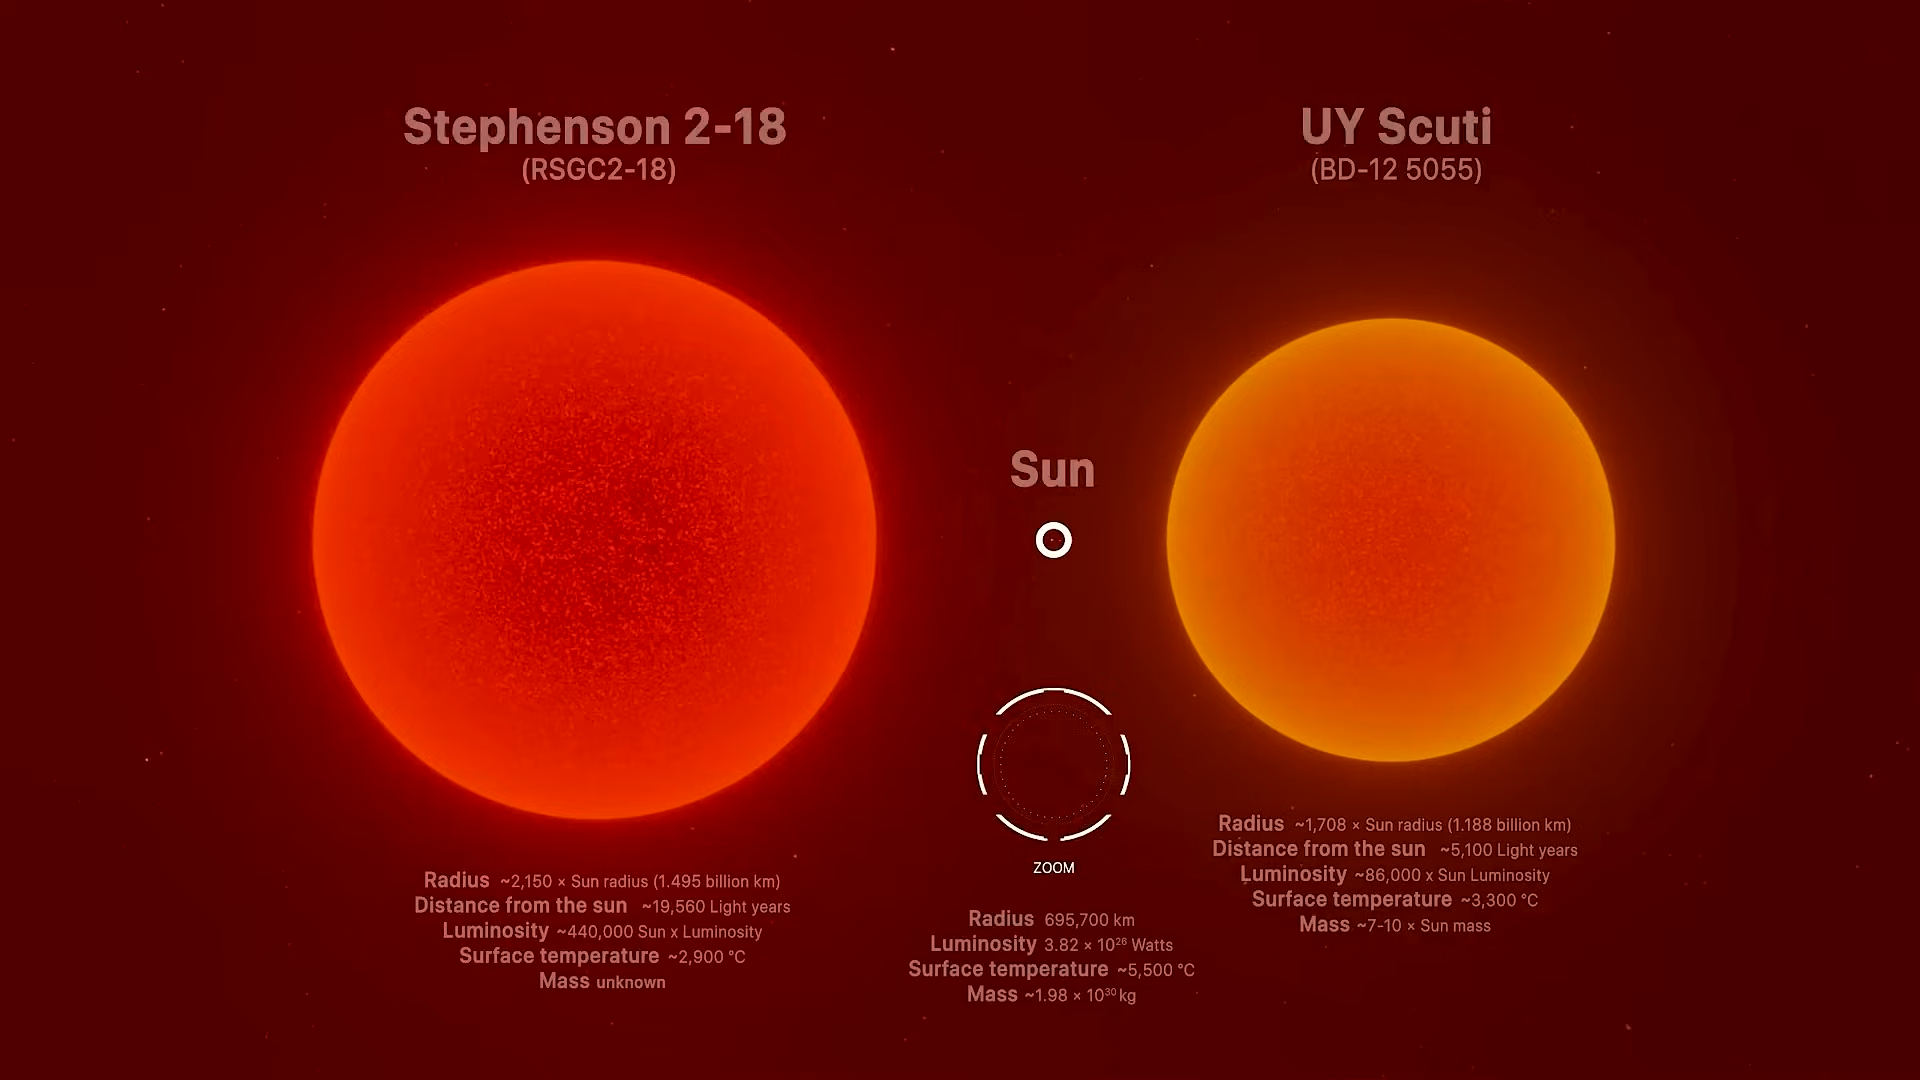 Stephenson 2-18
(RSGC2-18)
Radius ~2,150 × Sun radius (1.495 billion km)
Distance from the sun ~19,560 Light years
Luminosity ~440,000 Sun x Luminosity
Surface temperature ~2,900 °C
Mass unknown
Sun
ZOOM
Radius 695,700 km
Luminosity 3.82 × 10²⁶ Watts
Surface temperature ~5,500 °C
Mass ~1.98 × 10³⁰ kg
UY Scuti
(BD-12 5055)
Radius ~1,708 × Sun radius (1.188 billion km)
Distance from the sun ~5,100 Light years
Luminosity ~86,000 x Sun Luminosity
Surface temperature ~3,300 °C
Mass ~7-10 × Sun mass